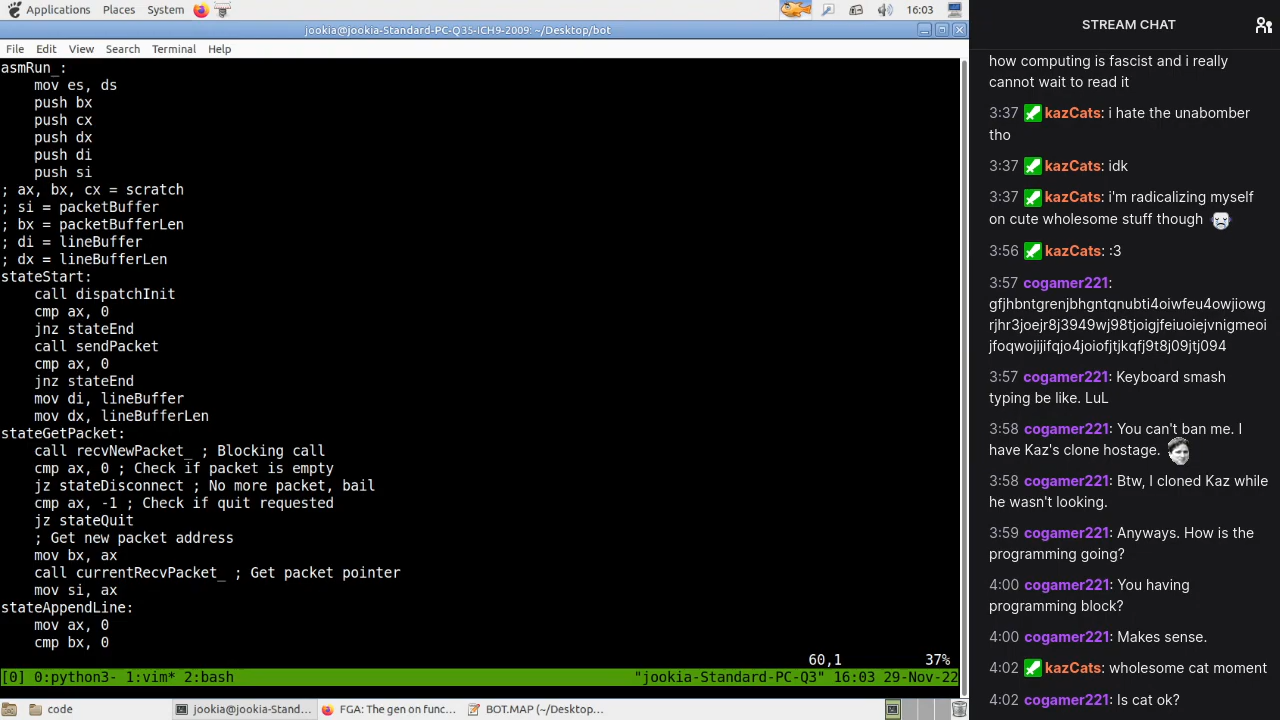 Applications Places System 16:03
jookia@jookia-Standard-PC-Q35-ICH9-2009: ~/Desktop/bot
File Edit View Search Terminal Help
asmRun_:
mov es, ds
push bx
push cx
push dx
push di
push si
; ax, bx, cx = scratch
; si = packetBuffer
; bx = packetBufferLen
; di = lineBuffer
; dx = lineBufferLen
stateStart:
call dispatchInit
cmp ax, 0
jnz stateEnd
call sendPacket
cmp ax, 0
jnz stateEnd
mov di, lineBuffer
mov dx, lineBufferLen
stateGetPacket:
call recvNewPacket_ ; Blocking call
cmp ax, 0 ; Check if packet is empty
jz stateDisconnect ; No more packet, bail
cmp ax, -1 ; Check if quit requested
jz stateQuit
; Get new packet address
mov bx, ax
call currentRecvPacket_ ; Get packet pointer
mov si, ax
stateAppendLine:
mov ax, 0
cmp bx, 0
60,1 37%
[0] 0:python3- 1:vim* 2:bash "jookia-Standard-PC-Q3" 16:03 29-Nov-22
code jookia@jookia-Stand... FGA: The gen on func... BOT.MAP (~/Desktop...
STREAM CHAT
how computing is fascist and i really
cannot wait to read it
3:37 kazCats: i hate the unabomber
tho
3:37 kazCats: idk
3:37 kazCats: i'm radicalizing myself
on cute wholesome stuff though
3:56 kazCats: :3
3:57 cogamer221:
gfjhbntgrenjbhgntqnubti4oiwfeu4owjiowg
rjhr3joejr8j3949wj98tjoigjfeiuoiejvnigmeoi
jfoqwojijifqjo4joiofjtjkqfj9t8j09jtj094
3:57 cogamer221: Keyboard smash
typing be like. LuL
3:58 cogamer221: You can't ban me. I
have Kaz's clone hostage.
3:58 cogamer221: Btw, I cloned Kaz while
he wasn't looking.
3:59 cogamer221: Anyways. How is the
programming going?
4:00 cogamer221: You having
programming block?
4:00 cogamer221: Makes sense.
4:02 kazCats: wholesome cat moment
4:02 cogamer221: Is cat ok?